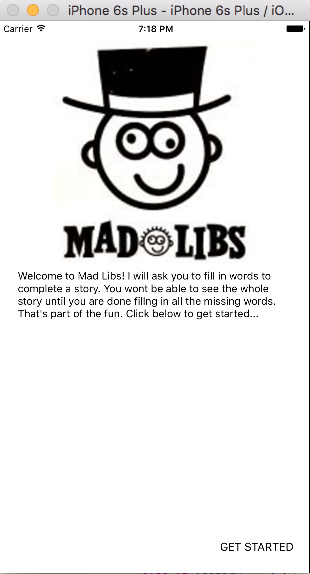 iPhone 6s Plus - iPhone 6s Plus / iO...
Carrier 7:18 PM
MAD LIBS
Welcome to Mad Libs! I will ask you to fill in words to
complete a story. You wont be able to see the whole
story until you are done fillng in all the missing words.
That's part of the fun. Click below to get started...
GET STARTED